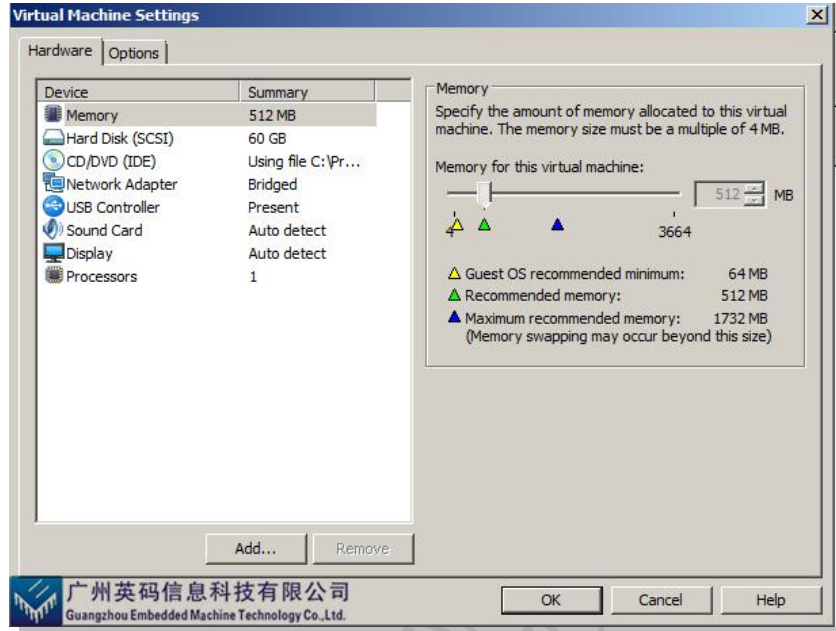 Virtual Machine Settings
Hardware Options
Device Summary
Memory 512 MB
Hard Disk (SCSI) 60 GB
CD/DVD (IDE) Using file C:\Pr...
Network Adapter Bridged
USB Controller Present
Sound Card Auto detect
Display Auto detect
Processors 1
Add... Remove
Memory
Specify the amount of memory allocated to this virtual
machine. The memory size must be a multiple of 4 MB.
Memory for this virtual machine:
512 MB
4 3664
Guest OS recommended minimum: 64 MB
Recommended memory: 512 MB
Maximum recommended memory: 1732 MB
(Memory swapping may occur beyond this size)
广州英码信息科技有限公司
Guangzhou Embedded Machine Technology Co.,Ltd.
OK Cancel Help